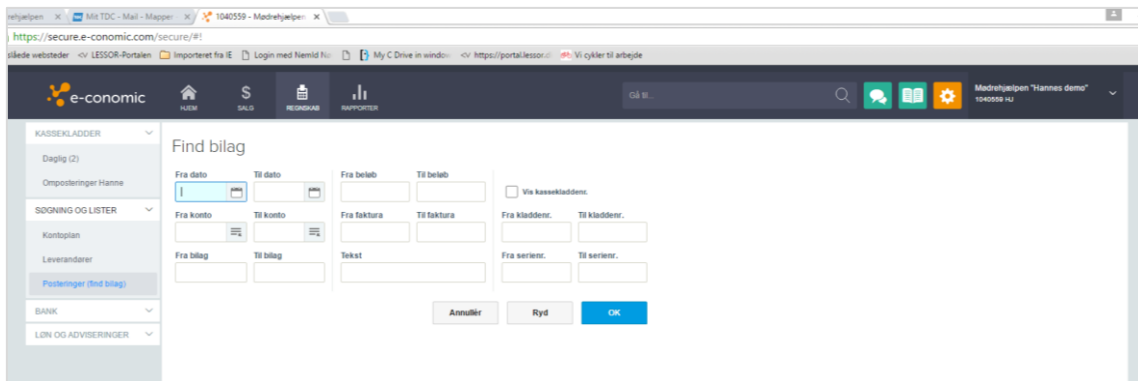 rehjælpen × Mit TDC - Mail - Mapper × 1040559 - Mødrehjælpen ×
https://secure.e-conomic.com/secure/#!
slåede websteder LESSOR-Portalen Importeret fra IE Login med NemId My C Drive in window https://portal.lessor.d Vi cykler til arbejde
e-conomic HJEM SALG REGNSKAB RAPPORTER Gå til... Mødrehjælpen "Hannes demo"
1040559 HJ
KASSEKLADDER
Daglig (2)
Omposteringer Hanne
SØGNING OG LISTER
Kontoplan
Leverandører
Posteringer (find bilag)
BANK
LØN OG ADVISERINGER
Find bilag
Fra dato Til dato Fra beløb Til beløb
Vis kassekladdenr.
Fra konto Til konto Fra faktura Til faktura Fra kladdenr. Til kladdenr.
Fra bilag Til bilag Tekst Fra serienr. Til serienr.
Annullér Ryd OK